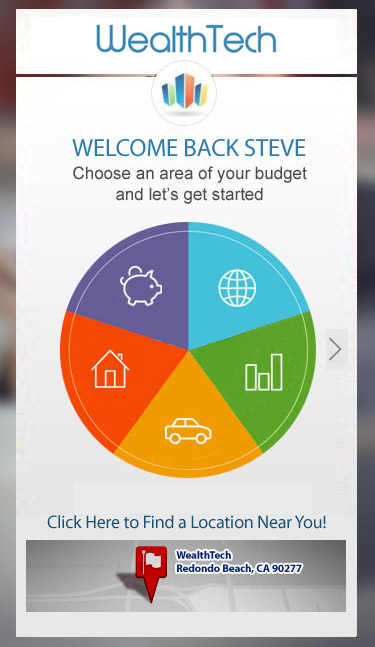 WealthTech
WELCOME BACK STEVE
Choose an area of your budget
and let's get started
Click Here to Find a Location Near You!
WealthTech
Redondo Beach, CA 90277